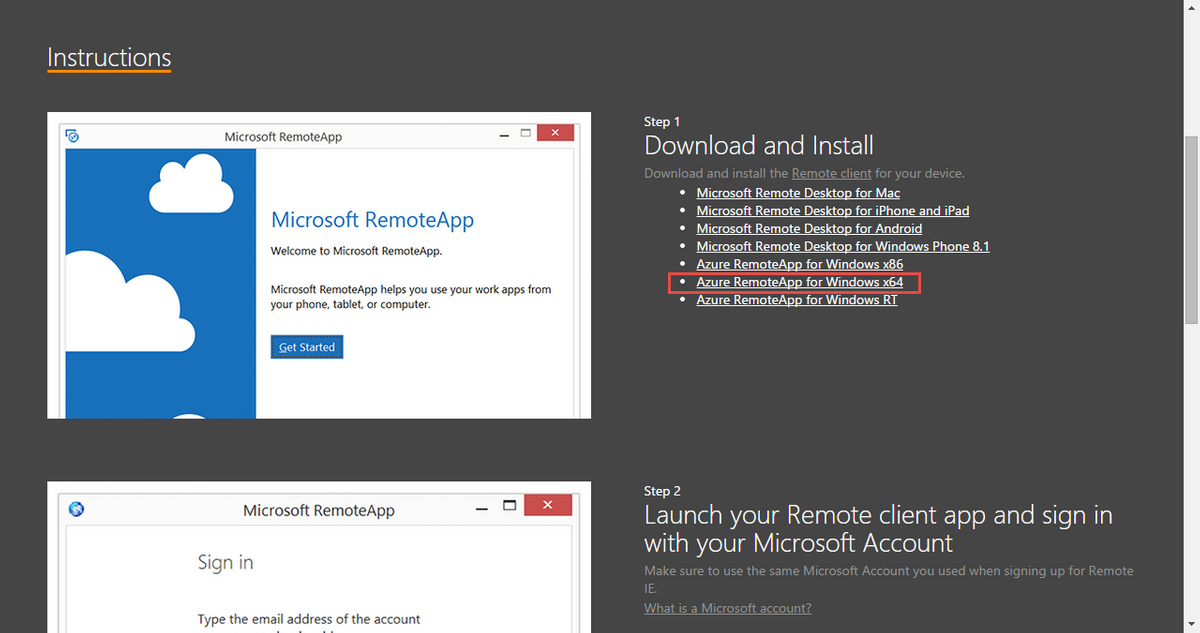 Instructions
Microsoft RemoteApp
Microsoft RemoteApp
Welcome to Microsoft RemoteApp.
Microsoft RemoteApp helps you use your work apps from
your phone, tablet, or computer.
Get Started
Step 1
Download and Install
Download and install the Remote client for your device.
• Microsoft Remote Desktop for Mac
• Microsoft Remote Desktop for iPhone and iPad
• Microsoft Remote Desktop for Android
• Microsoft Remote Desktop for Windows Phone 8.1
• Azure RemoteApp for Windows x86
• Azure RemoteApp for Windows x64
• Azure RemoteApp for Windows RT
Microsoft RemoteApp
Sign in
Type the email address of the account
Step 2
Launch your Remote client app and sign in
with your Microsoft Account
Make sure to use the same Microsoft Account you used when signing up for Remote
IE.
What is a Microsoft account?